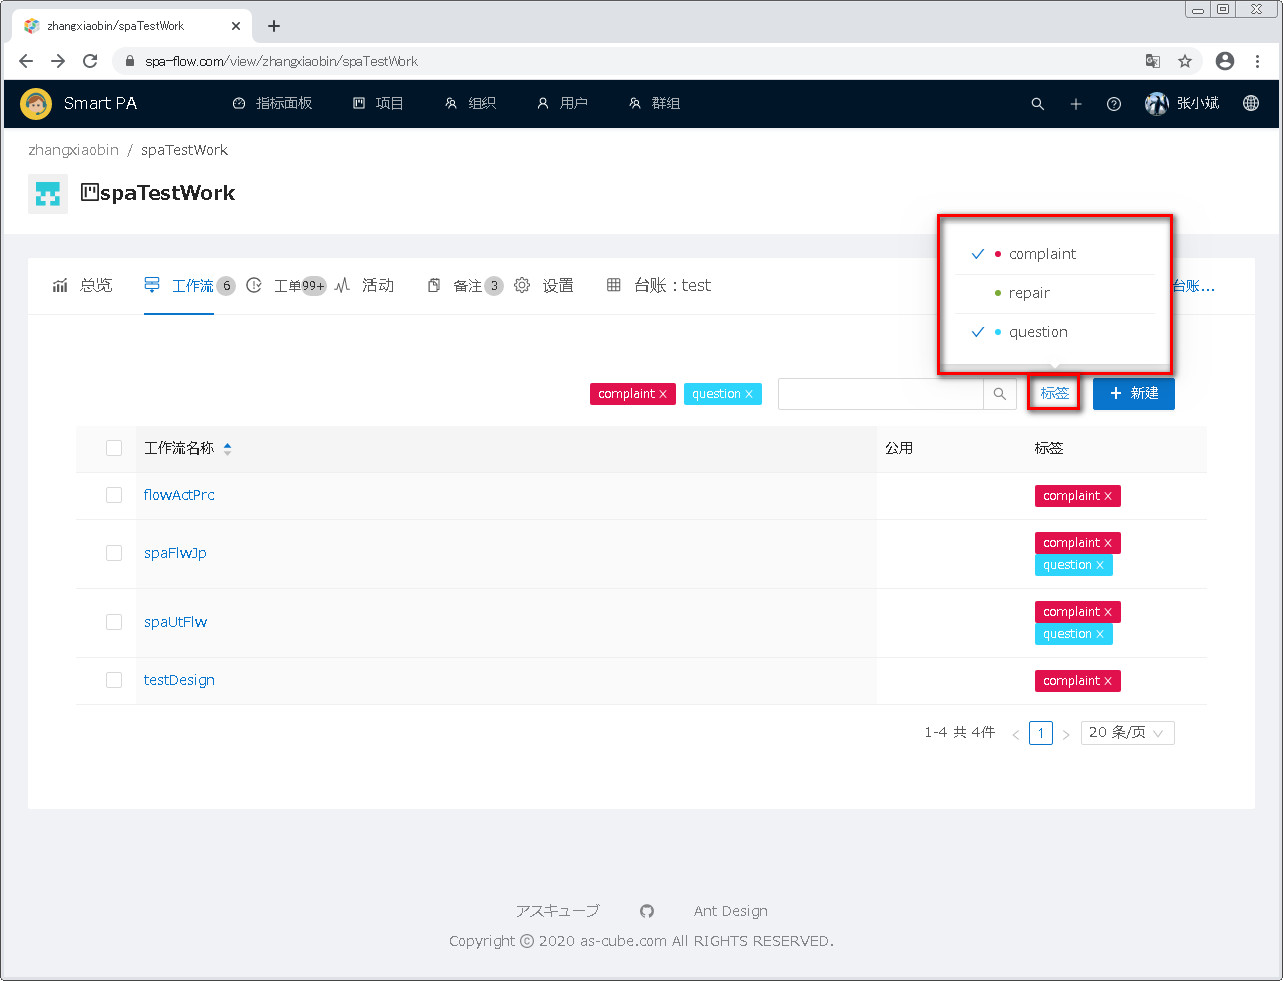 zhangxiaobin/spaTestWork
spa-flow.com/view/zhangxiaobin/spaTestWork
Smart PA 指标面板 项目 组织 用户 群组 张小斌
zhangxiaobin / spaTestWork
spaTestWork
complaint
repair
question
总览 工作流 6 工单 99+ 活动 备注 3 设置 台账：test 台账...
complaint × question × 标签 + 新建
工作流名称 公用 标签
flowActPrc complaint ×
spaFlwJp complaint ×
question ×
spaUtFlw complaint ×
question ×
testDesign complaint ×
1-4 共 4件 < 1 > 20 条/页
アスキューブ Ant Design
Copyright © 2020 as-cube.com All RIGHTS RESERVED.